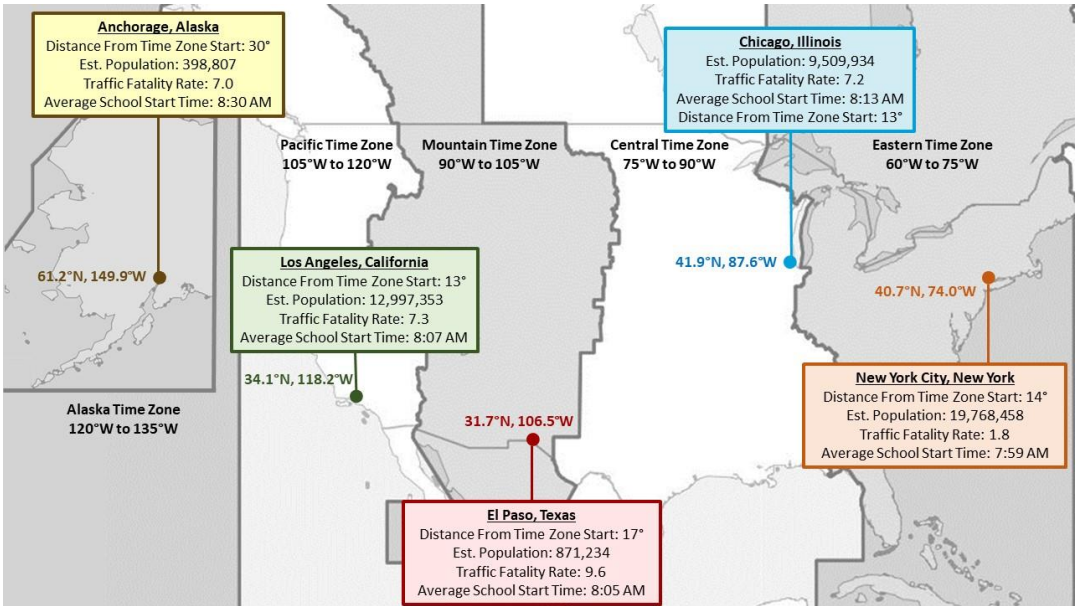 Anchorage, Alaska
Distance From Time Zone Start: 30°
Est. Population: 398,807
Traffic Fatality Rate: 7.0
Average School Start Time: 8:30 AM
Chicago, Illinois
Est. Population: 9,509,934
Traffic Fatality Rate: 7.2
Average School Start Time: 8:13 AM
Distance From Time Zone Start: 13°
Pacific Time Zone
105°W to 120°W
Mountain Time Zone
90°W to 105°W
Central Time Zone
75°W to 90°W
Eastern Time Zone
60°W to 75°W
61.2°N, 149.9°W
Los Angeles, California
Distance From Time Zone Start: 13°
Est. Population: 12,997,353
Traffic Fatality Rate: 7.3
Average School Start Time: 8:07 AM
41.9°N, 87.6°W
40.7°N, 74.0°W
34.1°N, 118.2°W
New York City, New York
Distance From Time Zone Start: 14°
Est. Population: 19,768,458
Traffic Fatality Rate: 1.8
Average School Start Time: 7:59 AM
Alaska Time Zone
120°W to 135°W
31.7°N, 106.5°W
El Paso, Texas
Distance From Time Zone Start: 17°
Est. Population: 871,234
Traffic Fatality Rate: 9.6
Average School Start Time: 8:05 AM